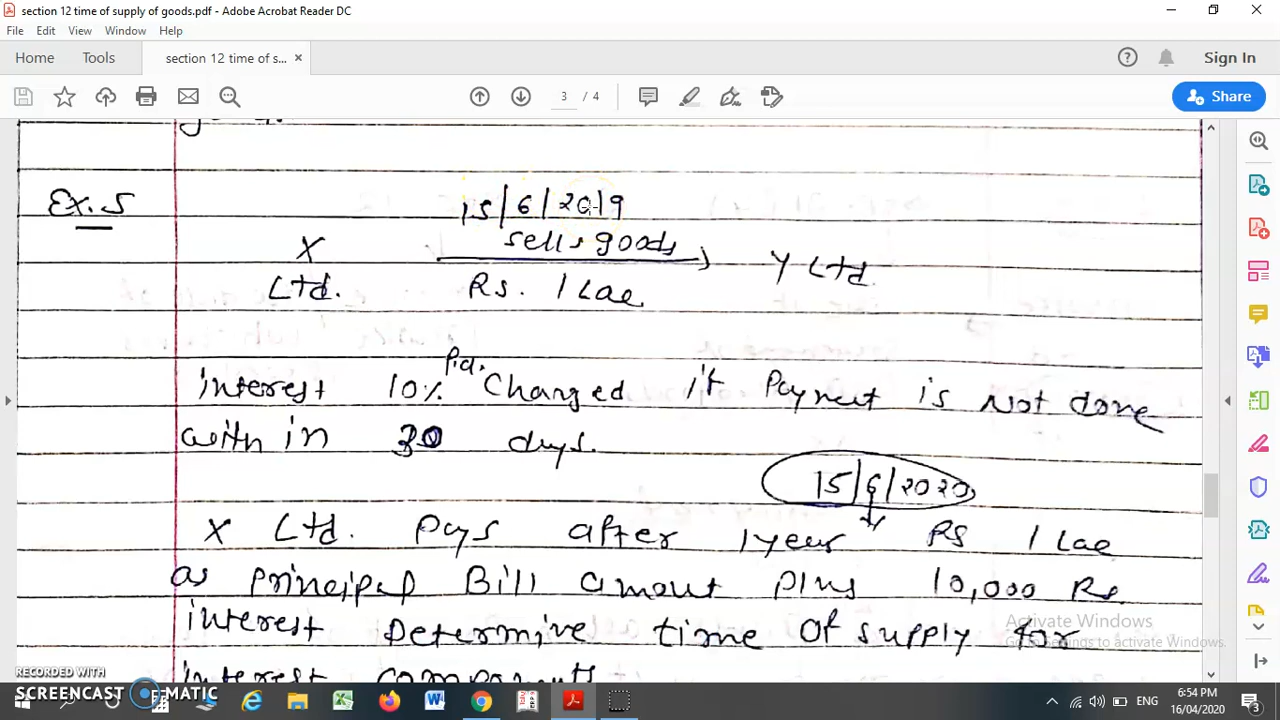 section 12 time of supply of goods.pdf - Adobe Acrobat Reader DC
File Edit View Window Help
Home Tools section 12 time of s... × Sign In
3 / 4 Share
Ex.5
15/6/2019
sells goods
X Y Ltd
Ltd. Rs. 1 Lac
P.a.
interest 10% Charged if Payment is Not done
with in 30 days.
15/6/2020
X Ltd. Pays after 1 year Rs 1 Lac
as principal Bill amount plus 10,000 Rs.
interest Determine time of supply for
interest
Activate Windows
Go to Settings to activate Windows.
RECORDED WITH
SCREENCAST MATIC
ENG
6:54 PM
16/04/2020
3